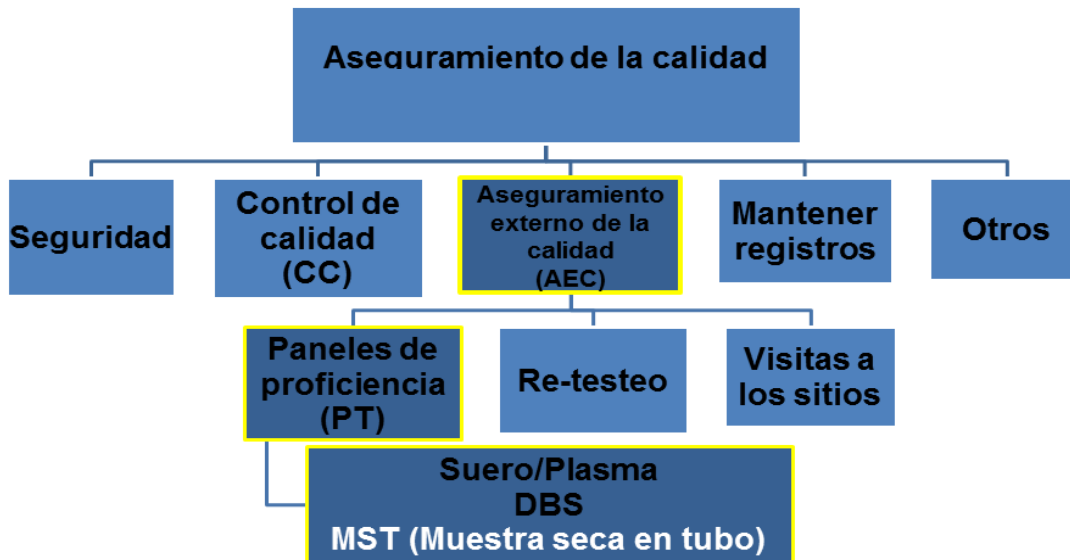 Aseguramiento de la calidad
Seguridad
Control de
calidad
(CC)
Aseguramiento
externo de la
calidad
(AEC)
Mantener
registros
Otros
Paneles de
proficiencia
(PT)
Re-testeo
Visitas a
los sitios
Suero/Plasma
DBS
MST (Muestra seca en tubo)